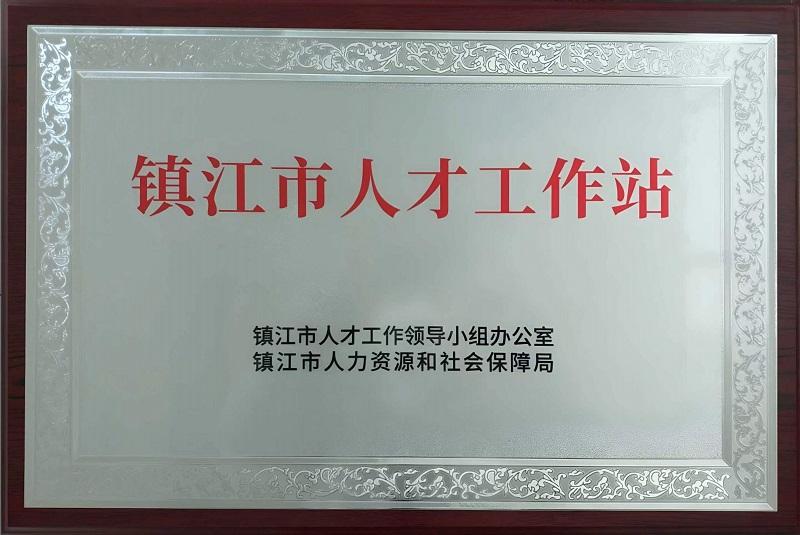 镇江市人才工作站
镇江市人才工作领导小组办公室
镇江市人力资源和社会保障局